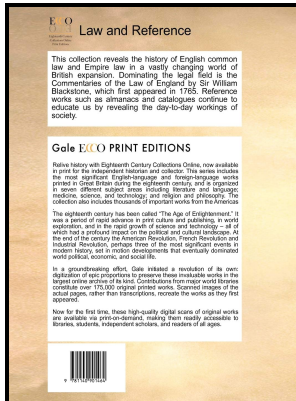 ECCO
Law and Reference
This collection reveals the history of English common
law and Empire law in a vastly changing world of
British expansion. Dominating the legal field is the
Commentaries of the Law of England by Sir William
Blackstone, which first appeared in 1765. Reference
works such as almanacs and catalogues continue to
educate us by revealing the day-to-day workings of
society.
Gale ECCO PRINT EDITIONS
Relive history with Eighteenth Century Collections Online, now available
in print for the independent historian and collector. This series includes
the most significant English-language and foreign-language works
printed in Great Britain during the eighteenth century, and is organized
in seven different subject areas including literature and language;
medicine, science, and technology; and religion and philosophy. The
collection also includes thousands of important works from the Americas
The eighteenth century has been called "The Age of Enlightenment." It
was a period of rapid advance in print culture and publishing, in world
exploration, and in the rapid growth of science and technology – all of
which had a profound impact on the political and cultural landscape. At
the end of the century the American Revolution, French Revolution and
Industrial Revolution, perhaps three of the most significant events in
modern history, set in motion developments that eventually dominated
world political, economic, and social life.
In a groundbreaking effort, Gale initiated a revolution of its own:
digitization of epic proportions to preserve these invaluable works in the
largest online archive of its kind. Contributions from major world libraries
constitute over 175,000 original printed works. Scanned images of the
actual pages, rather than transcriptions, recreate the works as they first
appeared.
Now for the first time, these high-quality digital scans of original works
are available via print-on-demand, making them readily accessible to
libraries, students, independent scholars, and readers of all ages.
9 781140 901464